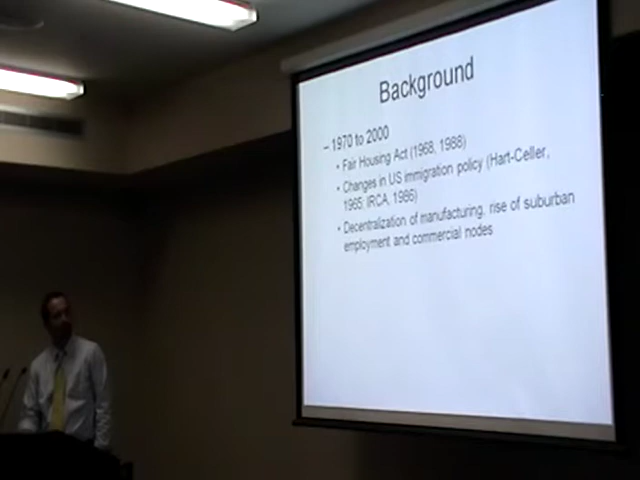 Background
– 1970 to 2000
• Fair Housing Act (1968, 1988)
• Changes in US immigration policy (Hart-Celler,
1965, IRCA, 1986)
• Decentralization of manufacturing, rise of suburban
employment and commercial nodes